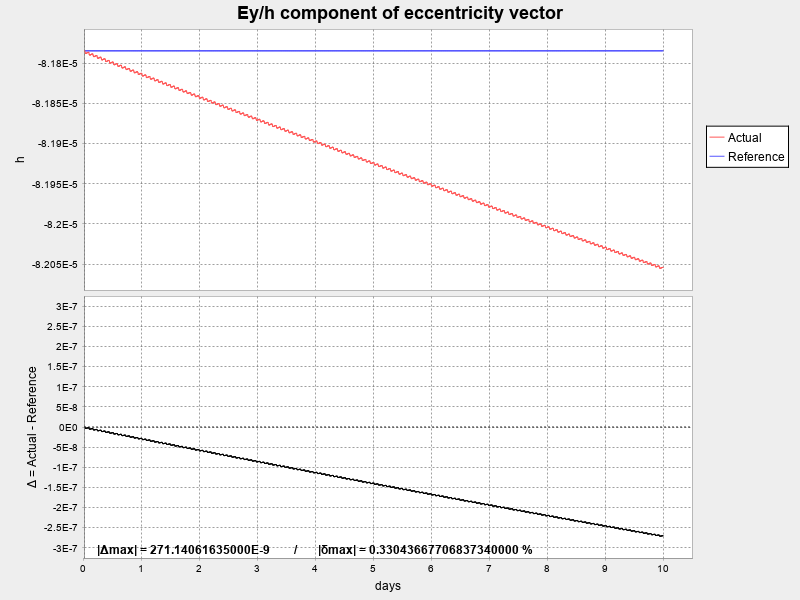 Ey/h component of eccentricity vector
-8.18E-5
-8.185E-5
-8.19E-5
-8.195E-5
-8.2E-5
-8.205E-5
h
Actual
Reference
3E-7
2.5E-7
2E-7
1.5E-7
1E-7
5E-8
0E0
-5E-8
-1E-7
-1.5E-7
-2E-7
-2.5E-7
-3E-7
Δ = Actual - Reference
|Δmax| = 271.14061635000E-9 / |δmax| = 0.33043667706837340000 %
0 1 2 3 4 5 6 7 8 9 10
days